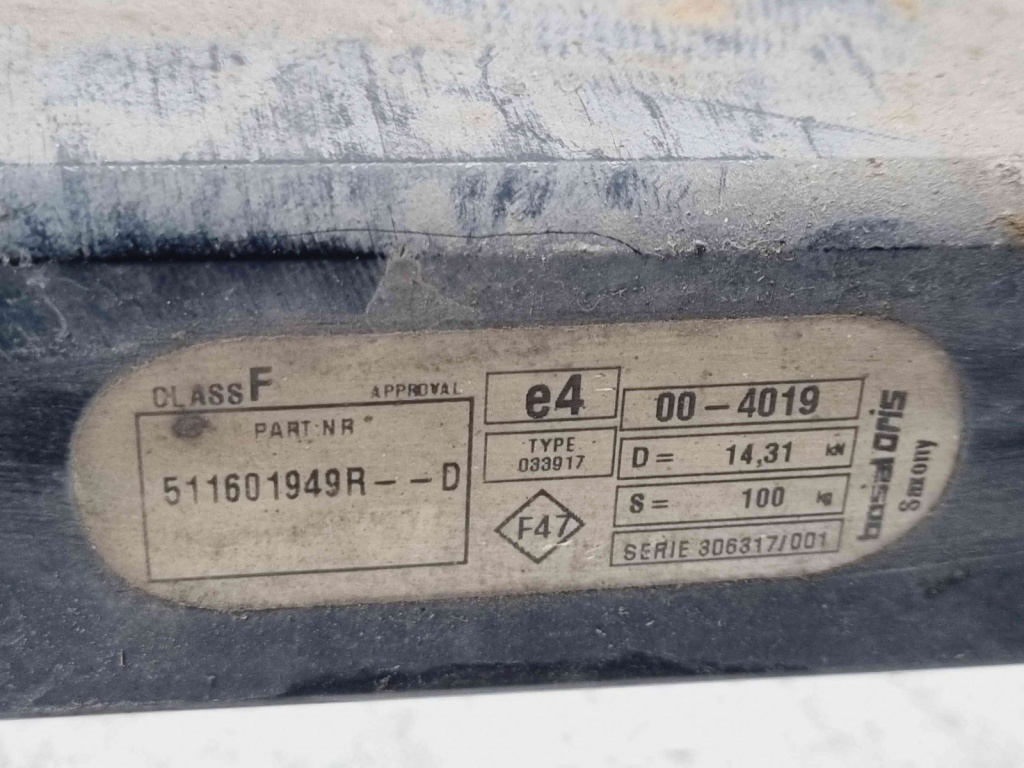 CLASS F
APPROVAL
PART NR
511601949R---D
e4
00-4019
TYPE
033917
D= 14,31 kN
F47
S= 100 kg
SERIE 306317/001
bosal oris
Saxony